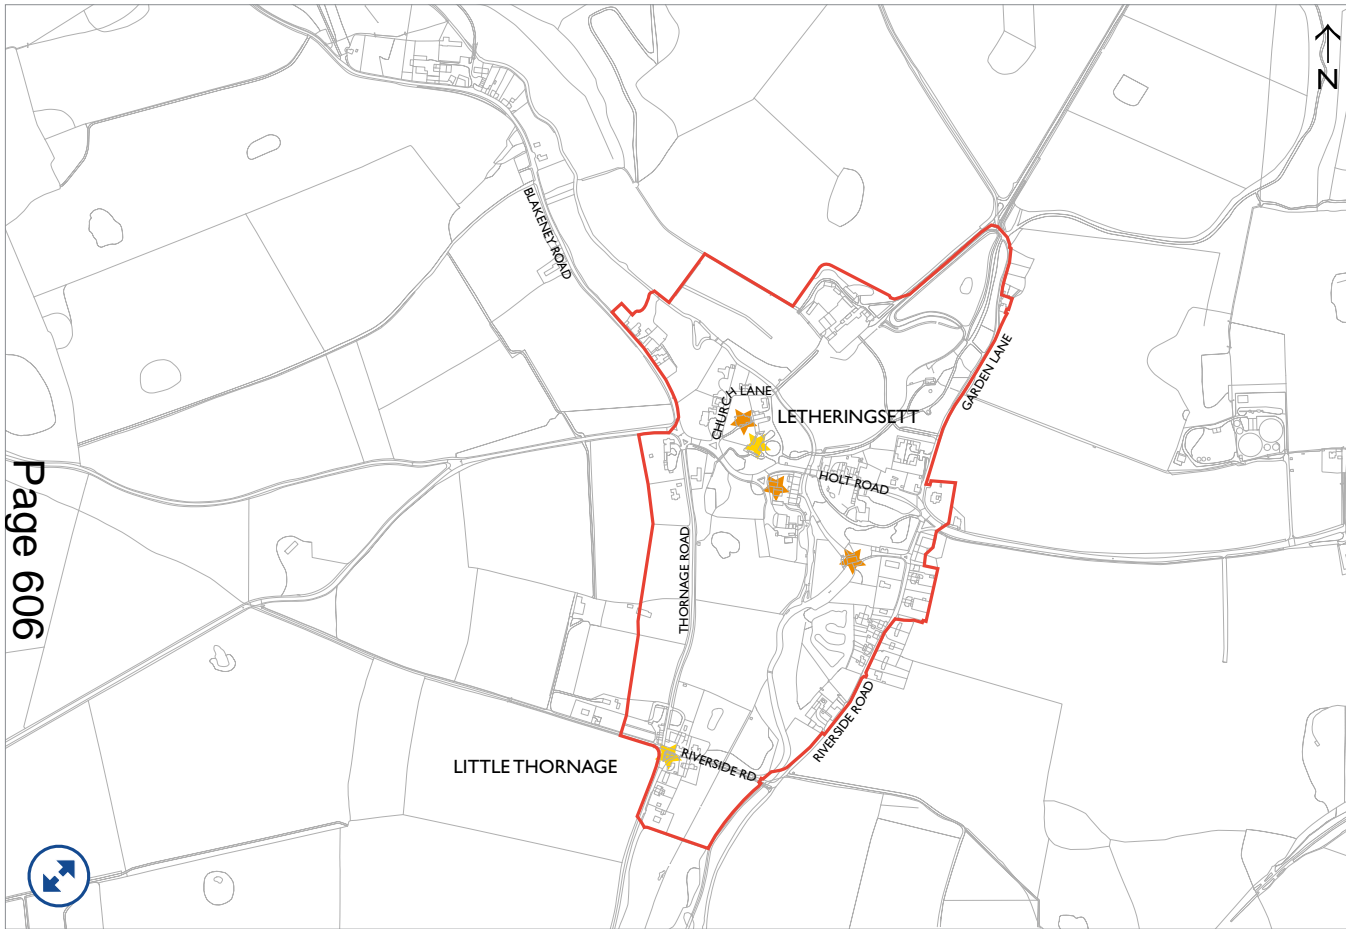 N
BLAKENEY ROAD
GARDEN LANE
CHURCH LANE
LETHERINGSETT
HOLT ROAD
THORNAGE ROAD
RIVERSIDE ROAD
RIVERSIDE RD
LITTLE THORNAGE
Page 606